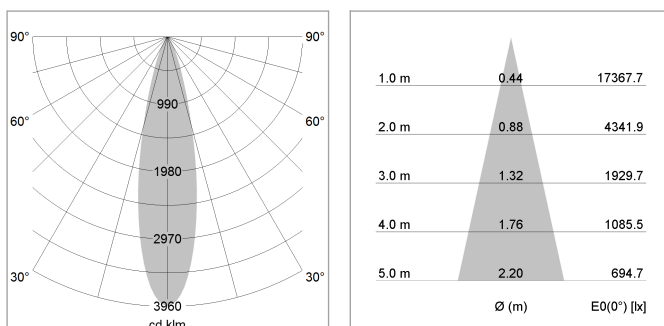 90° 90°
990
60° 60°
1980
2970
30° 30°
3960
cd klm
1.0 m 0.44 17367.7
2.0 m 0.88 4341.9
3.0 m 1.32 1929.7
4.0 m 1.76 1085.5
5.0 m 2.20 694.7
Ø (m) E0(0°) [lx]